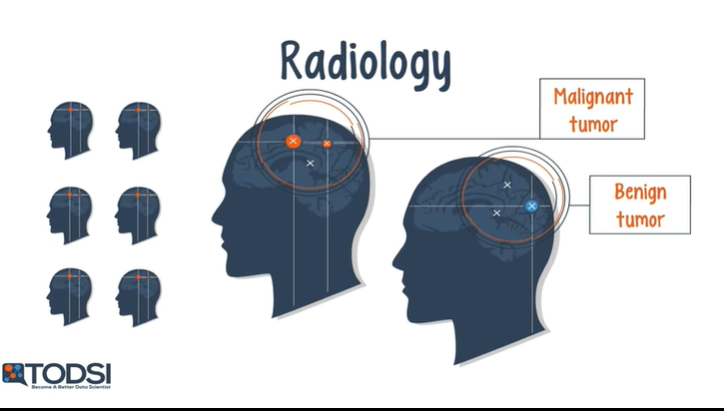 Radiology
Malignant
tumor
Benign
tumor
TODSI
Become A Better Data Scientist